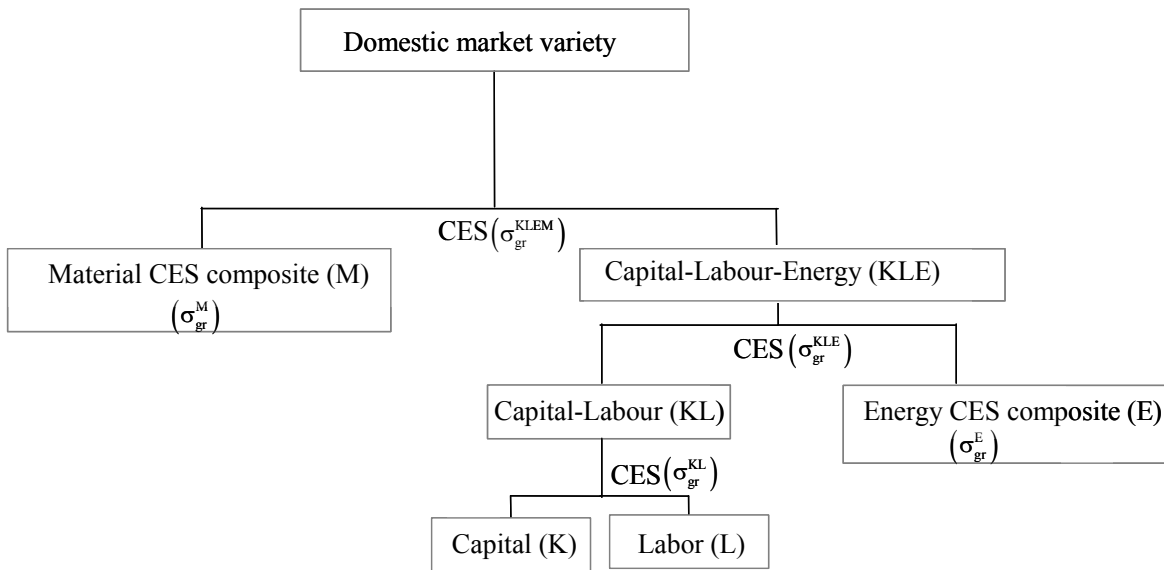 Domestic market variety
CES(σ_gr^KLEM)
Material CES composite (M)
(σ_gr^M)
Capital-Labour-Energy (KLE)
CES(σ_gr^KLE)
Capital-Labour (KL)
Energy CES composite (E)
(σ_gr^E)
CES(σ_gr^KL)
Capital (K)
Labor (L)